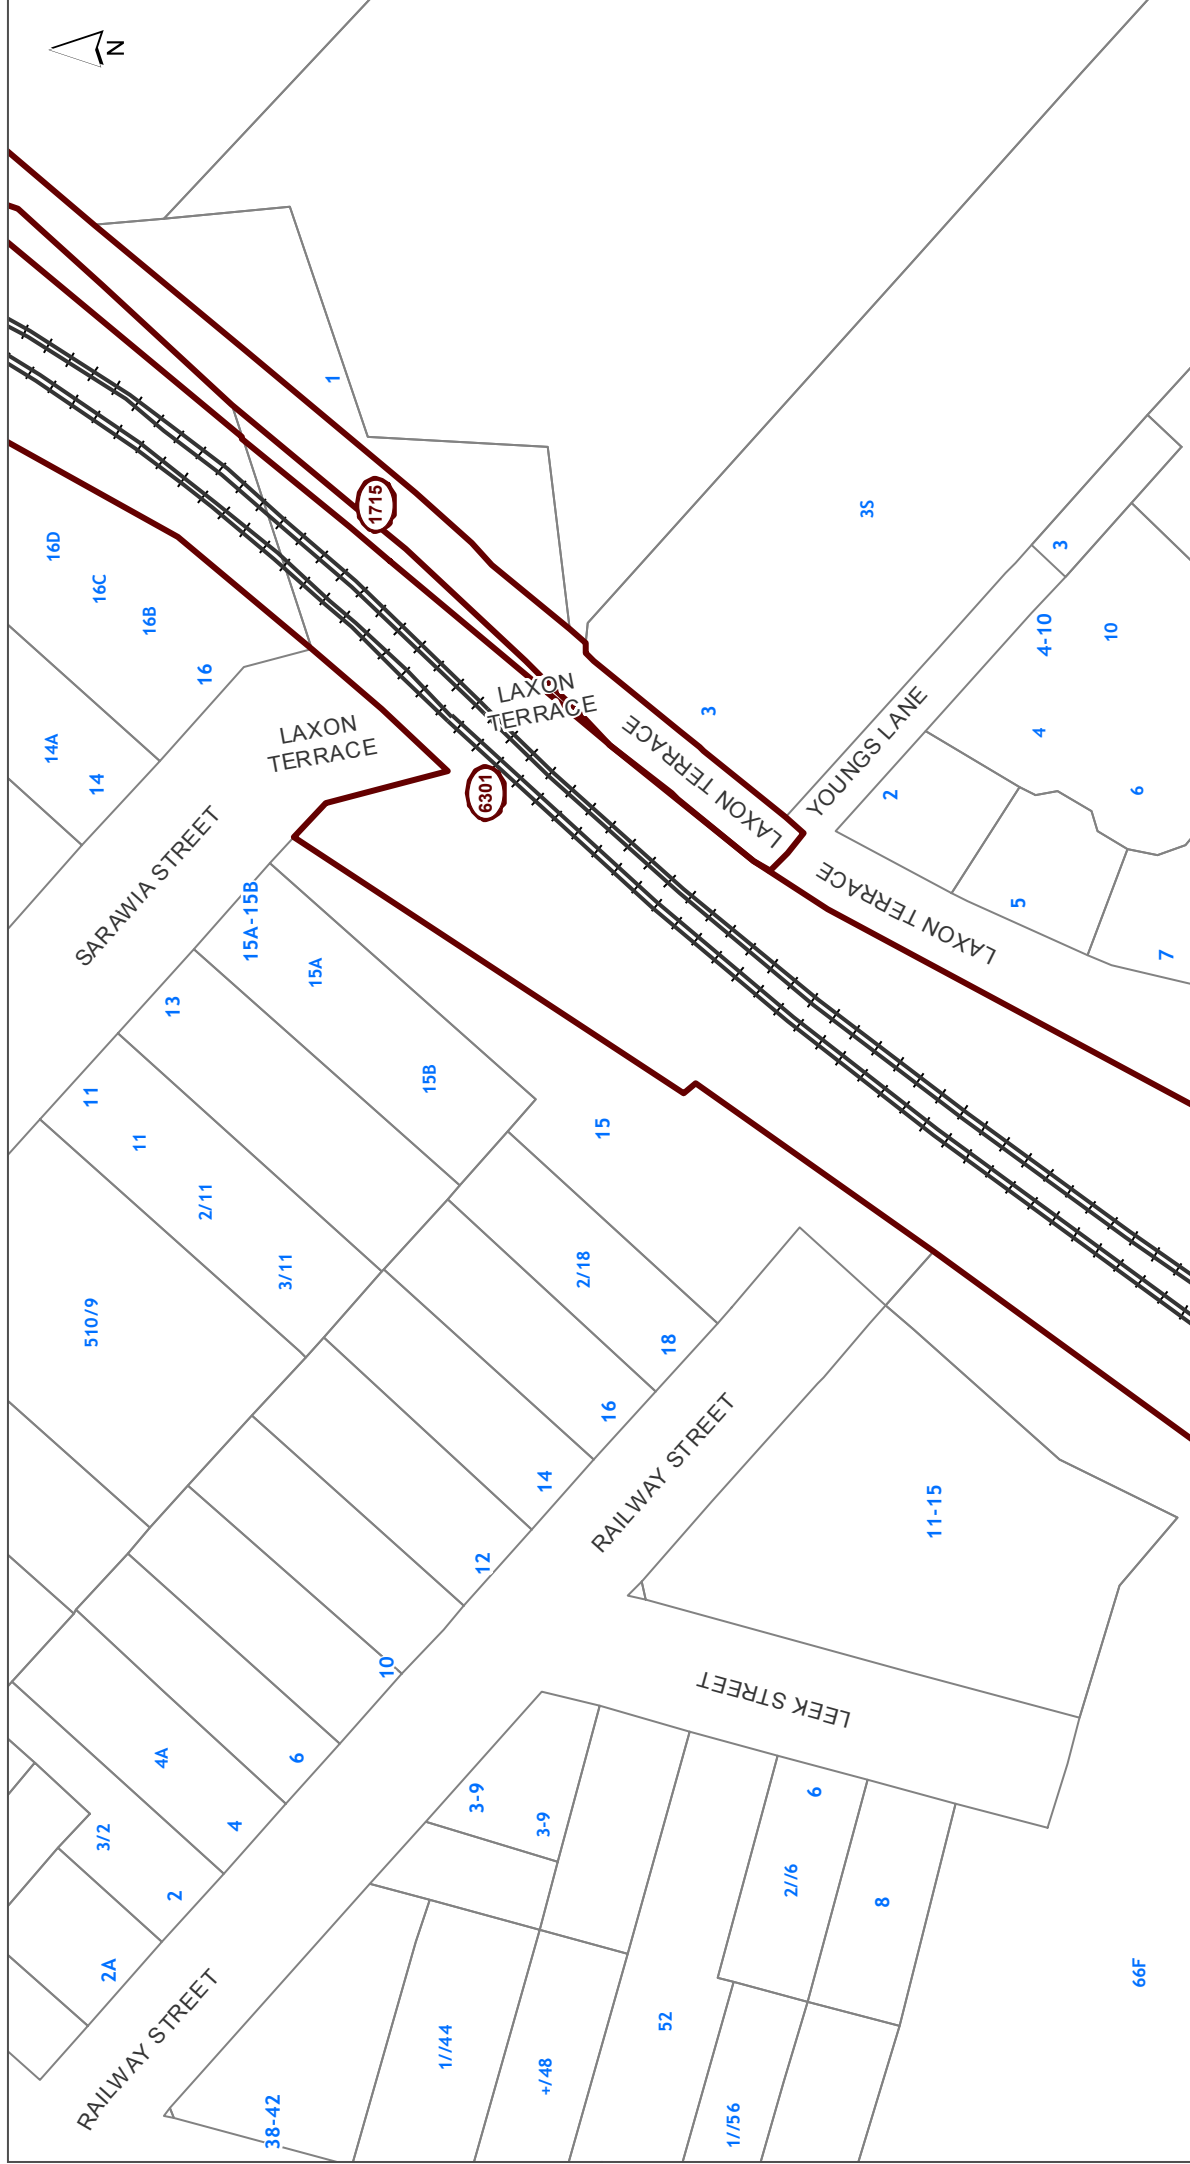 N
1
1715
16D
16C
16B
16
3S
3
4-10
10
14A
14
LAXON
TERRACE
LAXON
TERRACE
3
LAXON TERRACE
YOUNGS LANE
4
2
6
6301
SARAWIA STREET
15A-15B
15A
LAXON TERRACE
5
7
13
15B
11
11
15
2/11
3/11
2/18
510/9
18
16
RAILWAY STREET
14
11-15
12
10
LEEK STREET
4A
6
3-9
3-9
6
3/2
4
2//6
2
8
2A
66F
RAILWAY STREET
1//44
52
+/48
38-42
1//56